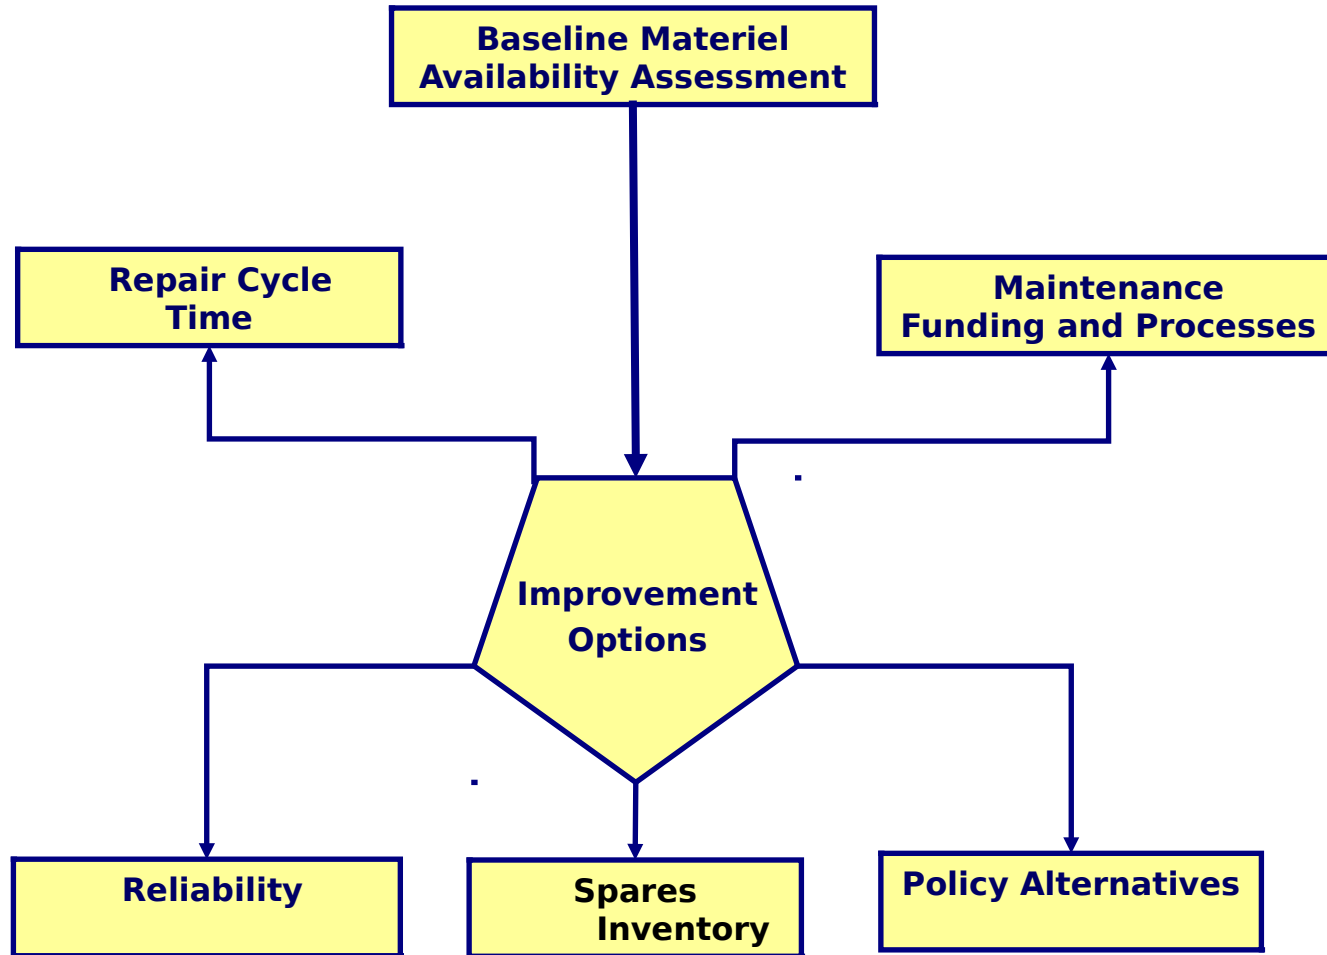 Baseline Materiel
Availability Assessment
Repair Cycle
Time
Maintenance
Funding and Processes
Improvement
Options
Reliability
Spares
Inventory
Policy Alternatives